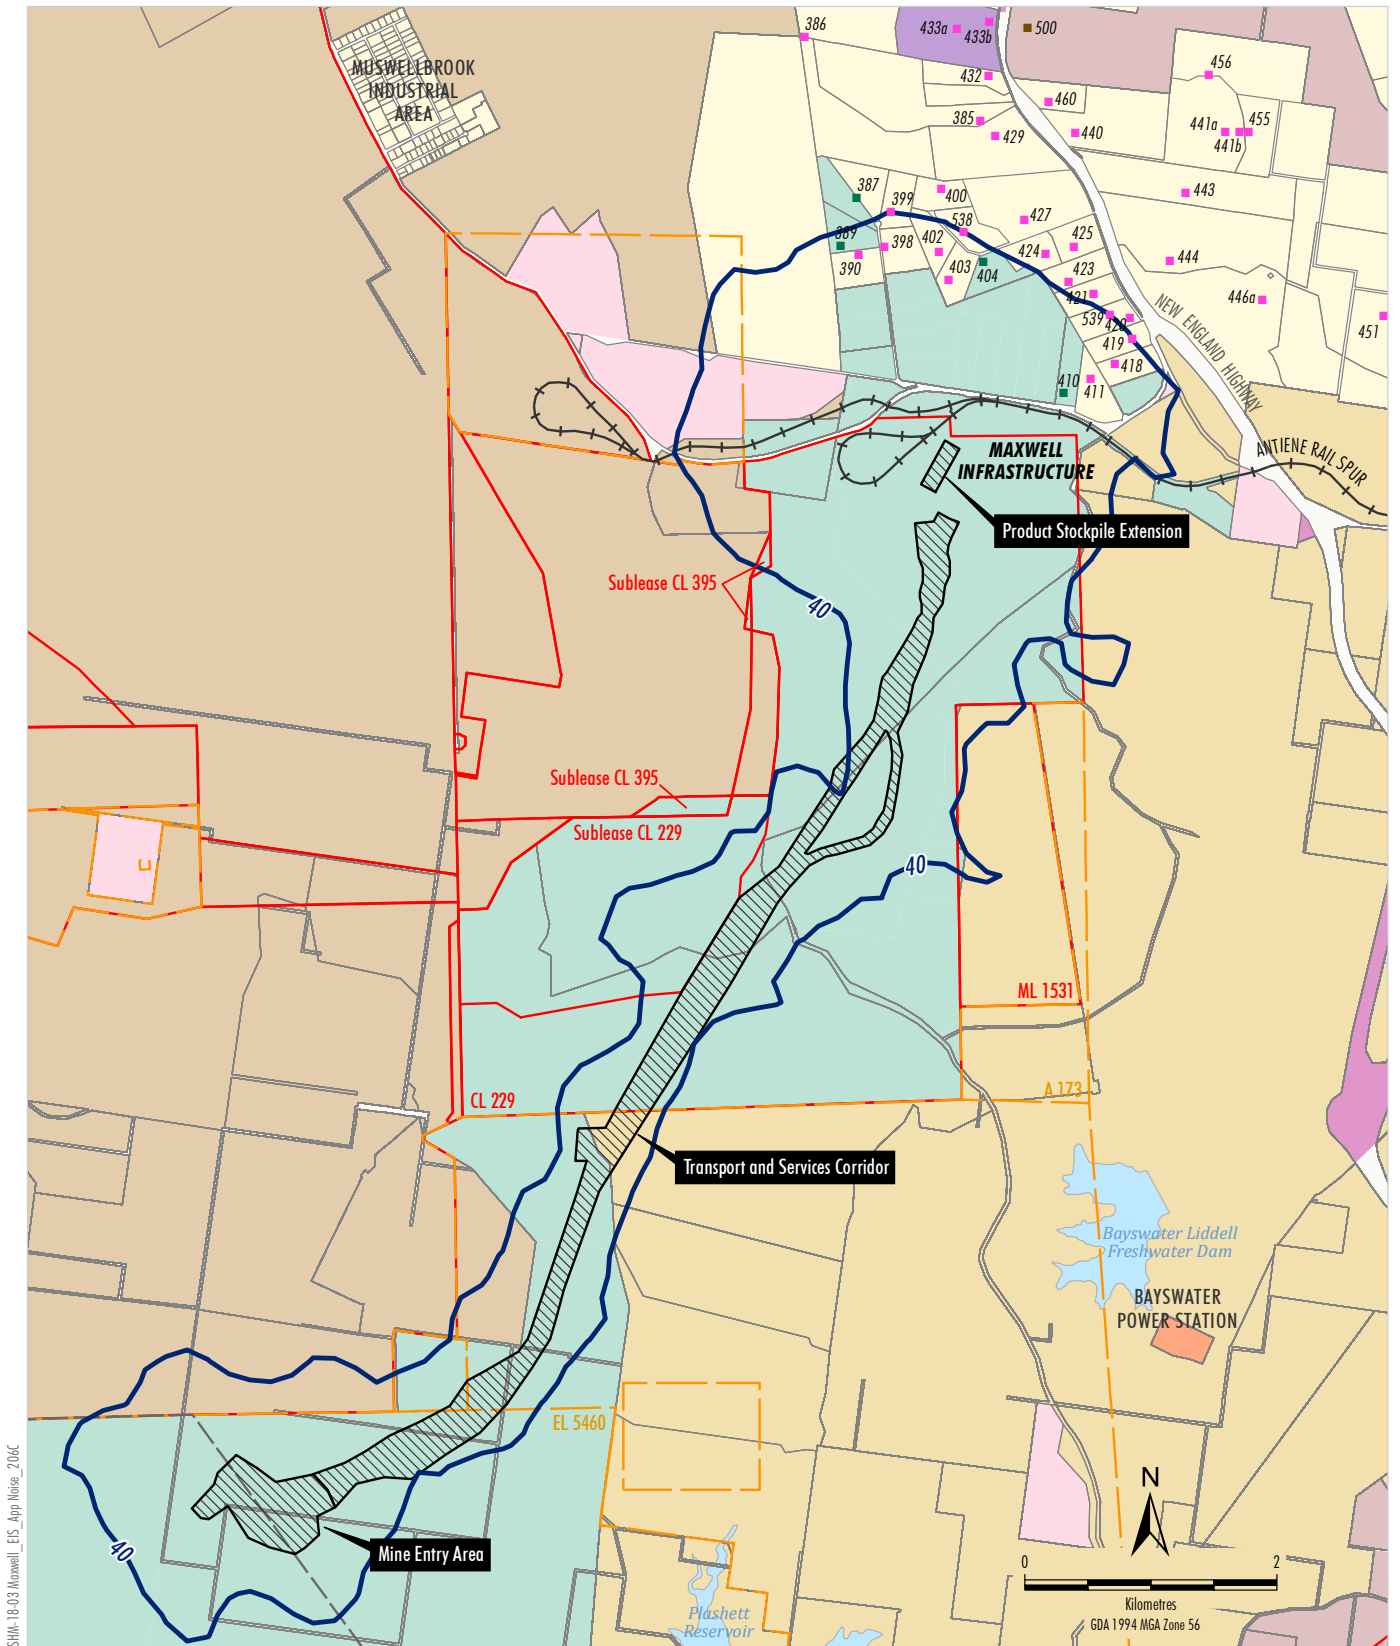 386
433a
433b
500
432
456
460
385
429
440
441a
455
441b
MUSWELLBROOK
INDUSTRIAL
AREA
387
399
400
443
538
427
389
398
402
425
390
403
404
424
444
423
421
446a
539
420
451
419
418
410
411
NEW ENGLAND HIGHWAY
ANTIENE RAIL SPUR
MAXWELL
INFRASTRUCTURE
Product Stockpile Extension
Sublease CL 395
40
Sublease CL 395
Sublease CL 229
40
ML 1531
CL 229
A 173
Transport and Services Corridor
Bayswater Liddell
Freshwater Dam
BAYSWATER
POWER STATION
EL 5460
40
Mine Entry Area
N
0
2
Kilometres
GDA 1994 MGA Zone 56
Plashett
Reservoir
SHM-18-03 Maxwell_EIS_App Noise_206C